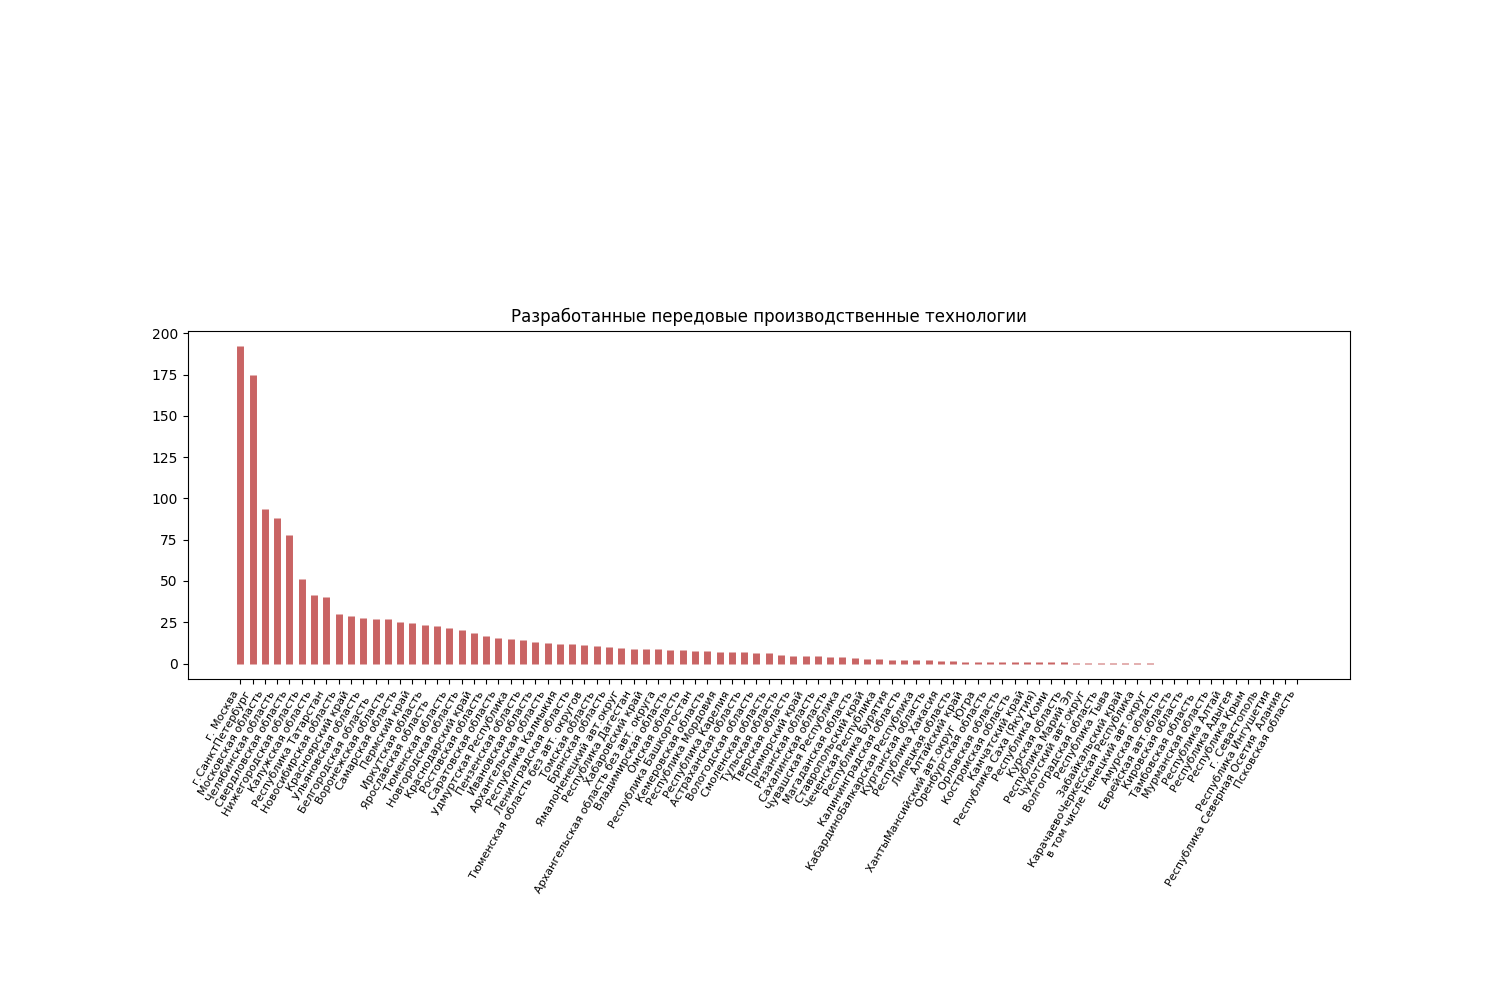 Разработанные передовые производственные технологии
200
175
150
125
100
75
50
25
0
г. Москва
г.СанктПетербург
Московская область
Челябинская область
Свердловская область
Нижегородская область
Калужская область
Республика Татарстан
Новосибирская область
Красноярский край
Ульяновская область
Белгородская область
Воронежская область
Самарская область
Пермский край
Иркутская область
Ярославская область
Тюменская область
Новгородская область
Краснодарский край
Ростовская область
Саратовская область
Удмуртская Республика
Пензенская область
Ивановская область
Архангельская область
Республика Калмыкия
Ленинградская область
Тюменская область без авт. округов
Томская область
Брянская область
ЯмалоНенецкий авт. округ
Республика Дагестан
Хабаровский край
Архангельская область без авт. округа
Владимирская область
Омская область
Республика Башкортостан
Кемеровская область
Республика Мордовия
Республика Карелия
Астраханская область
Вологодская область
Смоленская область
Тульская область
Тверская область
Приморский край
Рязанская область
Сахалинская область
Чувашская Республика
Магаданская область
Ставропольский край
Чеченская Республика
Республика Бурятия
Калининградская область
КабардиноБалкарская Республика
Курганская область
Республика Хакасия
Липецкая область
Алтайский край
ХантыМансийский авт. округ Югра
Оренбургская область
Орловская область
Костромская область
Камчатский край
Республика Саха (Якутия)
Республика Коми
Курская область
Республика Марий Эл
Чукотский авт. округ
Волгоградская область
Республика Тыва
Забайкальский край
КарачаевоЧеркесская Республика
в том числе Ненецкий авт. округ
Амурская область
Еврейская авт. область
Кировская область
Тамбовская область
Мурманская область
Республика Алтай
Республика Адыгея
Республика Крым
г. Севастополь
Республика Ингушетия
Республика Северная Осетия Алания
Псковская область